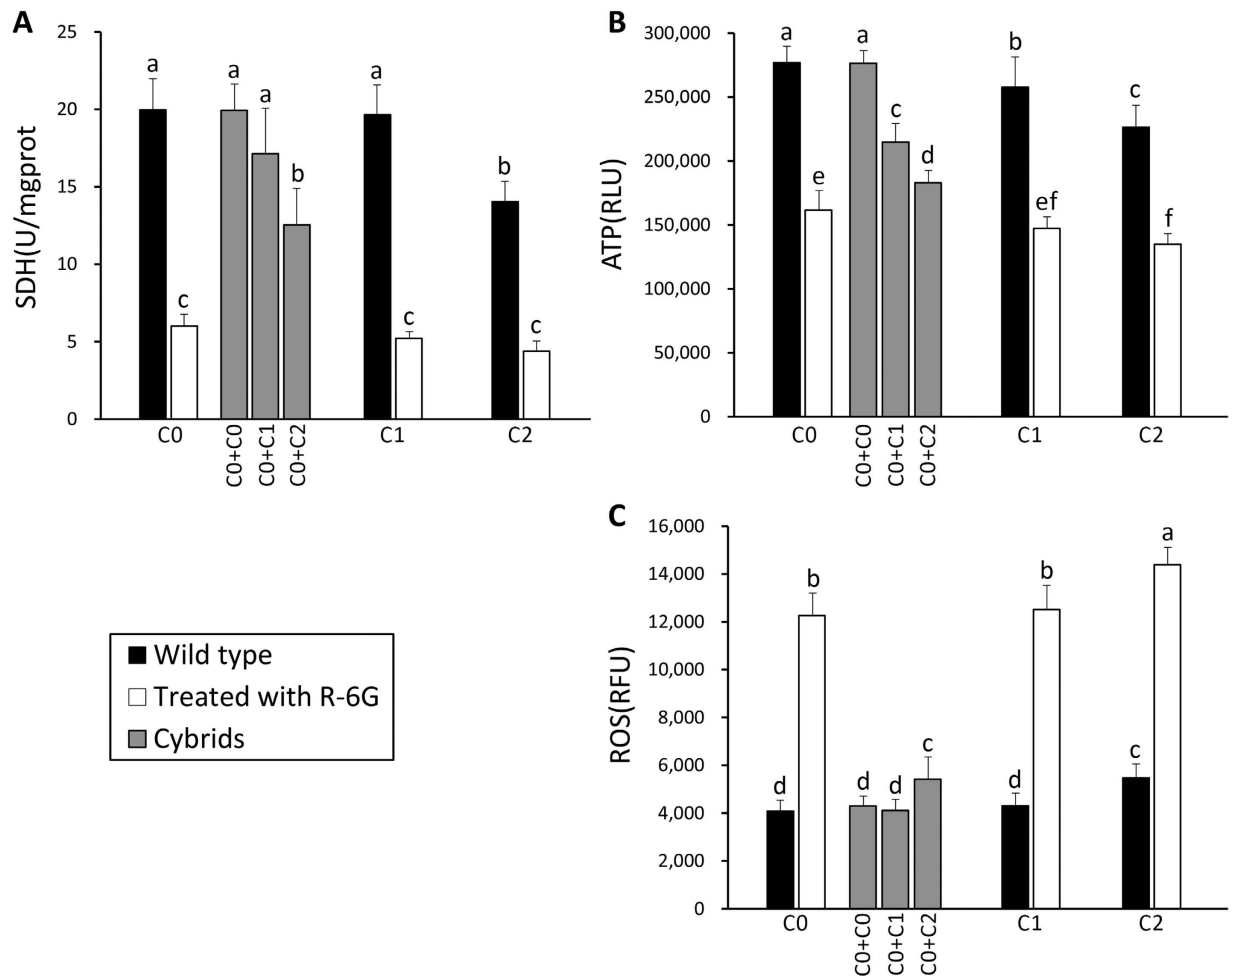 A
25
20
15
10
5
0
SDH(U/mgprot
a
c
a
a
b
a
c
b
c
C0
C0+C0
C0+C1
C0+C2
C1
C2
B
300,000
250,000
200,000
150,000
100,000
50,000
0
ATP(RLU)
a
e
a
c
d
b
ef
c
f
C0
C0+C0
C0+C1
C0+C2
C1
C2
C
16,000
14,000
12,000
10,000
8,000
6,000
4,000
2,000
0
ROS(RFU)
d
b
d
d
c
d
b
c
a
C0
C0+C0
C0+C1
C0+C2
C1
C2
Wild type
Treated with R-6G
Cybrids